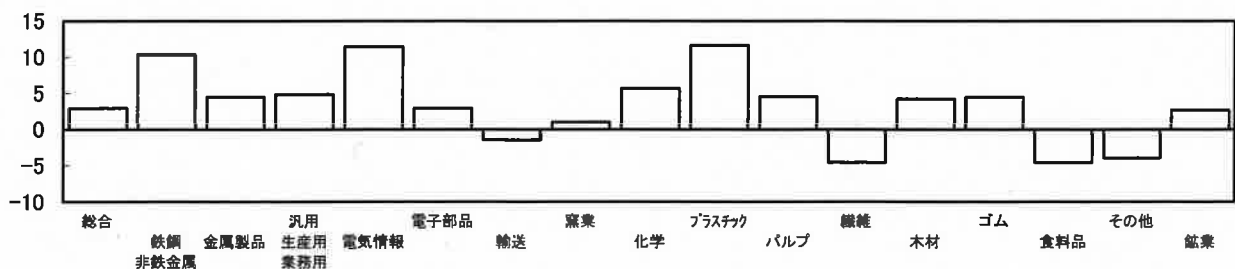 15
10
5
0
-5
-10
総合
鉄鋼
非鉄金属
金属製品
汎用
生産用
業務用
電気情報
電子部品
輸送
窯業
化学
プラスチック
パルプ
繊維
木材
ゴム
食料品
その他
鉱業